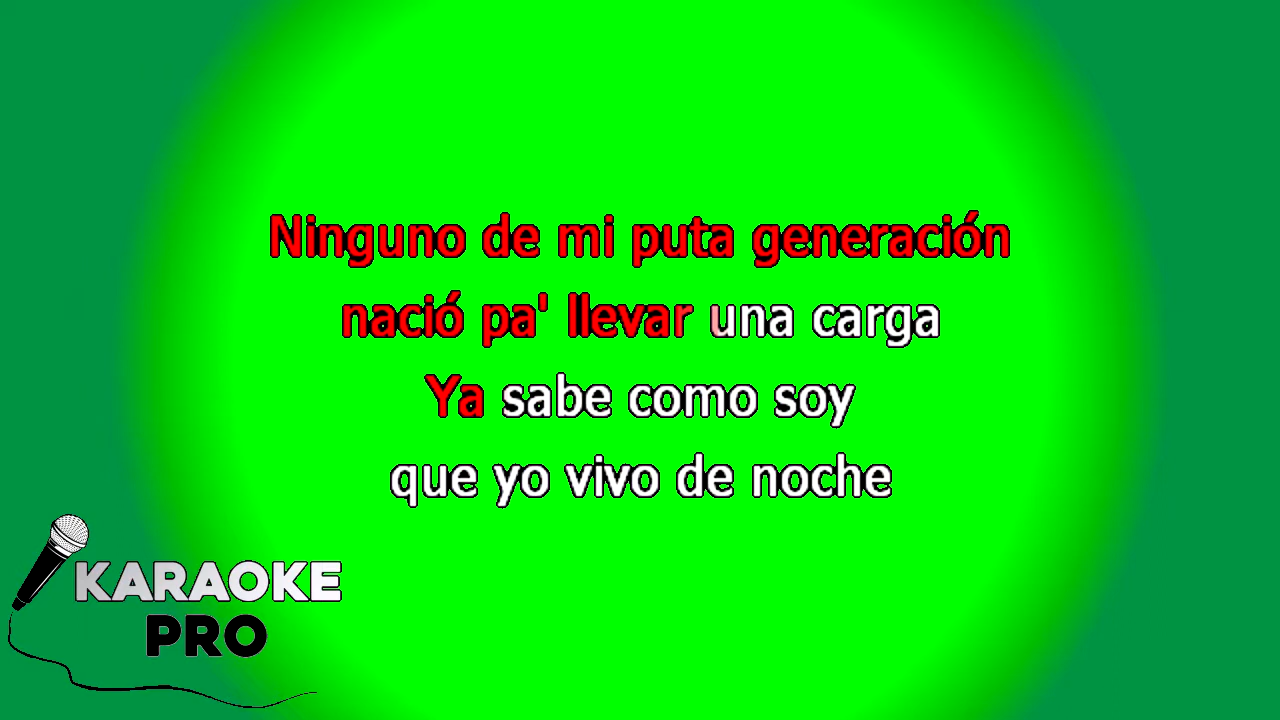 Ninguno de mi puta generación
nació pa' llevar una carga
Ya sabe como soy
que yo vivo de noche
KARAOKE
PRO